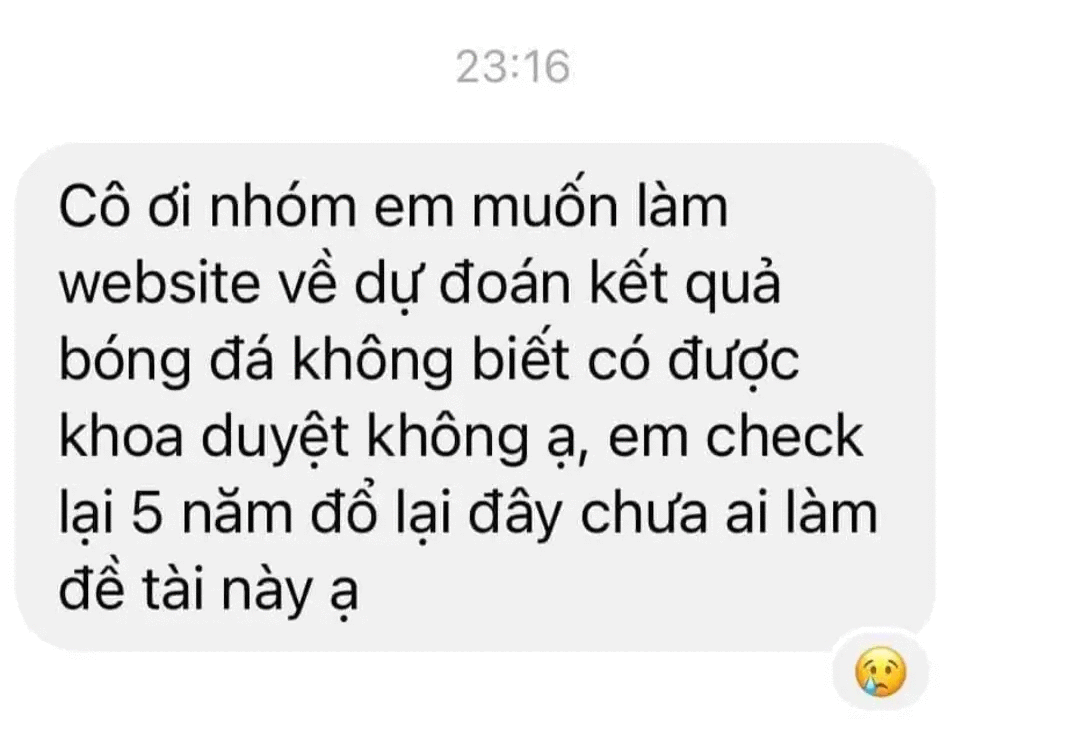 23:16
Cô ơi nhóm em muốn làm
website về dự đoán kết quả
bóng đá không biết có được
khoa duyệt không ạ, em check
lại 5 năm đổ lại đây chưa ai làm
đề tài này ạ